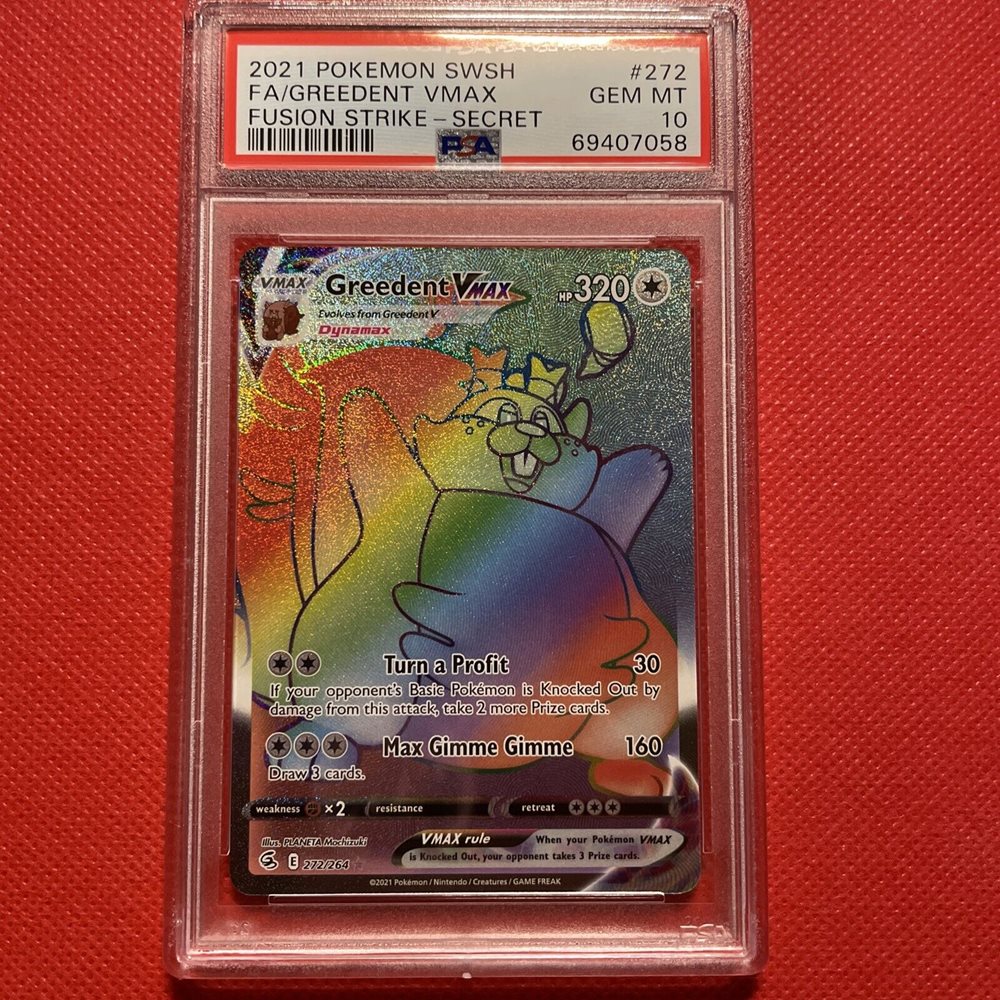 2021 POKEMON SWSH #272
FA/GREEDENT VMAX GEM MT
FUSION STRIKE – SECRET 10
PSA 69407058
VMAX Greedent VMAX HP 320
Evolves from Greedent V
Dynamax
Turn a Profit 30
If your opponent's Basic Pokémon is Knocked Out by
damage from this attack, take 2 more Prize cards.
Max Gimme Gimme 160
Draw 3 cards.
weakness ×2 resistance retreat
Illus. PLANETA Mochizuki
VMAX rule When your Pokémon VMAX
is Knocked Out, your opponent takes 3 Prize cards.
E 272/264
©2021 Pokémon / Nintendo / Creatures / GAME FREAK
PSA